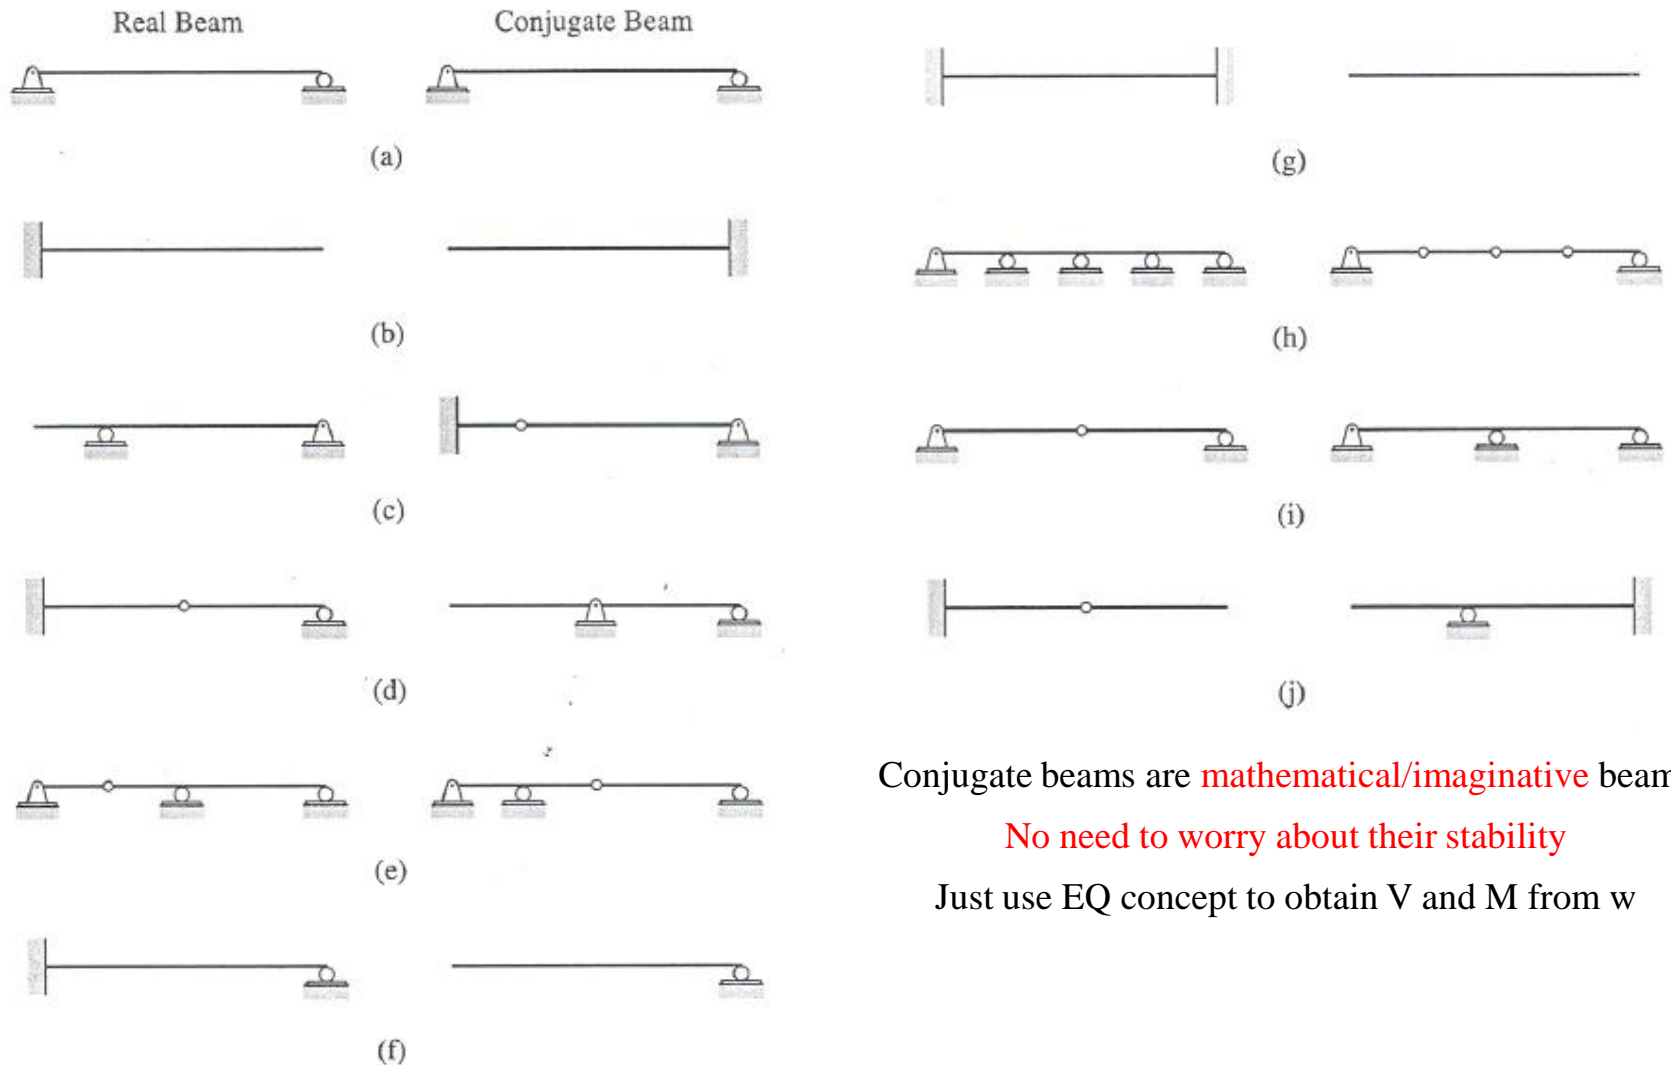 Real Beam
Conjugate Beam
(a)
(b)
(c)
(d)
(e)
(f)
(g)
(h)
(i)
(j)
Conjugate beams are mathematical/imaginative beam
No need to worry about their stability
Just use EQ concept to obtain V and M from w